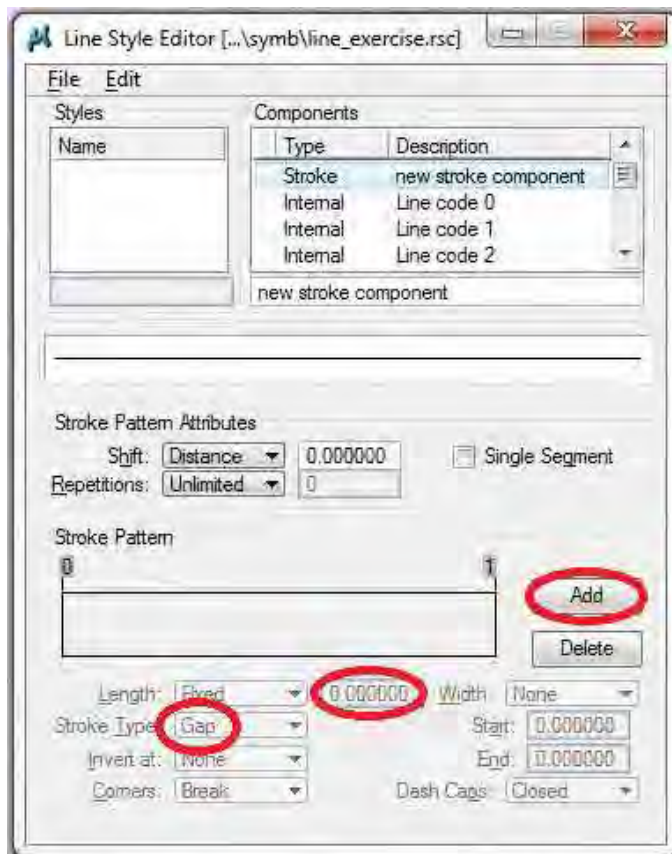 Line Style Editor [...\symb\line_exercise.rsc]
File Edit
Styles
Components
Name
Type Description
Stroke new stroke component
Internal Line code 0
Internal Line code 1
Internal Line code 2
new stroke component
Stroke Pattern Attributes
Shift: Distance 0.000000 Single Segment
Repetitions: Unlimited 0
Stroke Pattern
0 1
Add
Delete
Length: Fixed 0.000000 Width: None
Stroke Type: Gap Start: 0.000000
Invert at: None End: 0.000000
Corners: Break Dash Caps: Closed